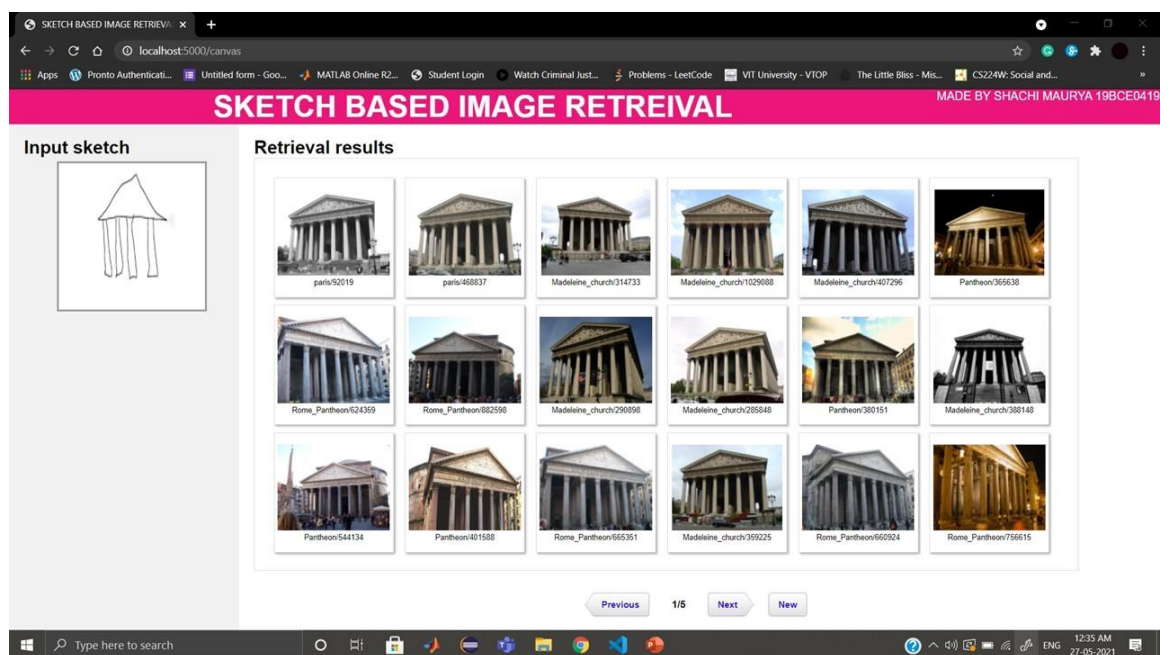 SKETCH BASED IMAGE RETRIEVA
localhost:5000/canvas
Apps Pronto Authenticati... Untitled form - Goo... MATLAB Online R2... Student Login Watch Criminal Just... Problems - LeetCode VIT University - VTOP The Little Bliss - Mis... CS224W: Social and... »
SKETCH BASED IMAGE RETREIVAL
MADE BY SHACHI MAURYA 19BCE0419
Input sketch
Retrieval results
paris/92019 paris/468837 Madeleine_church/314733 Madeleine_church/1029088 Madeleine_church/407296 Pantheon/365638
Rome_Pantheon/624359 Rome_Pantheon/882598 Madeleine_church/290898 Madeleine_church/285848 Pantheon/380151 Madeleine_church/388148
Pantheon/544134 Pantheon/401588 Rome_Pantheon/665351 Madeleine_church/359225 Rome_Pantheon/660924 Rome_Pantheon/756615
Previous 1/5 Next New
Type here to search
ENG
12:35 AM
27-05-2021